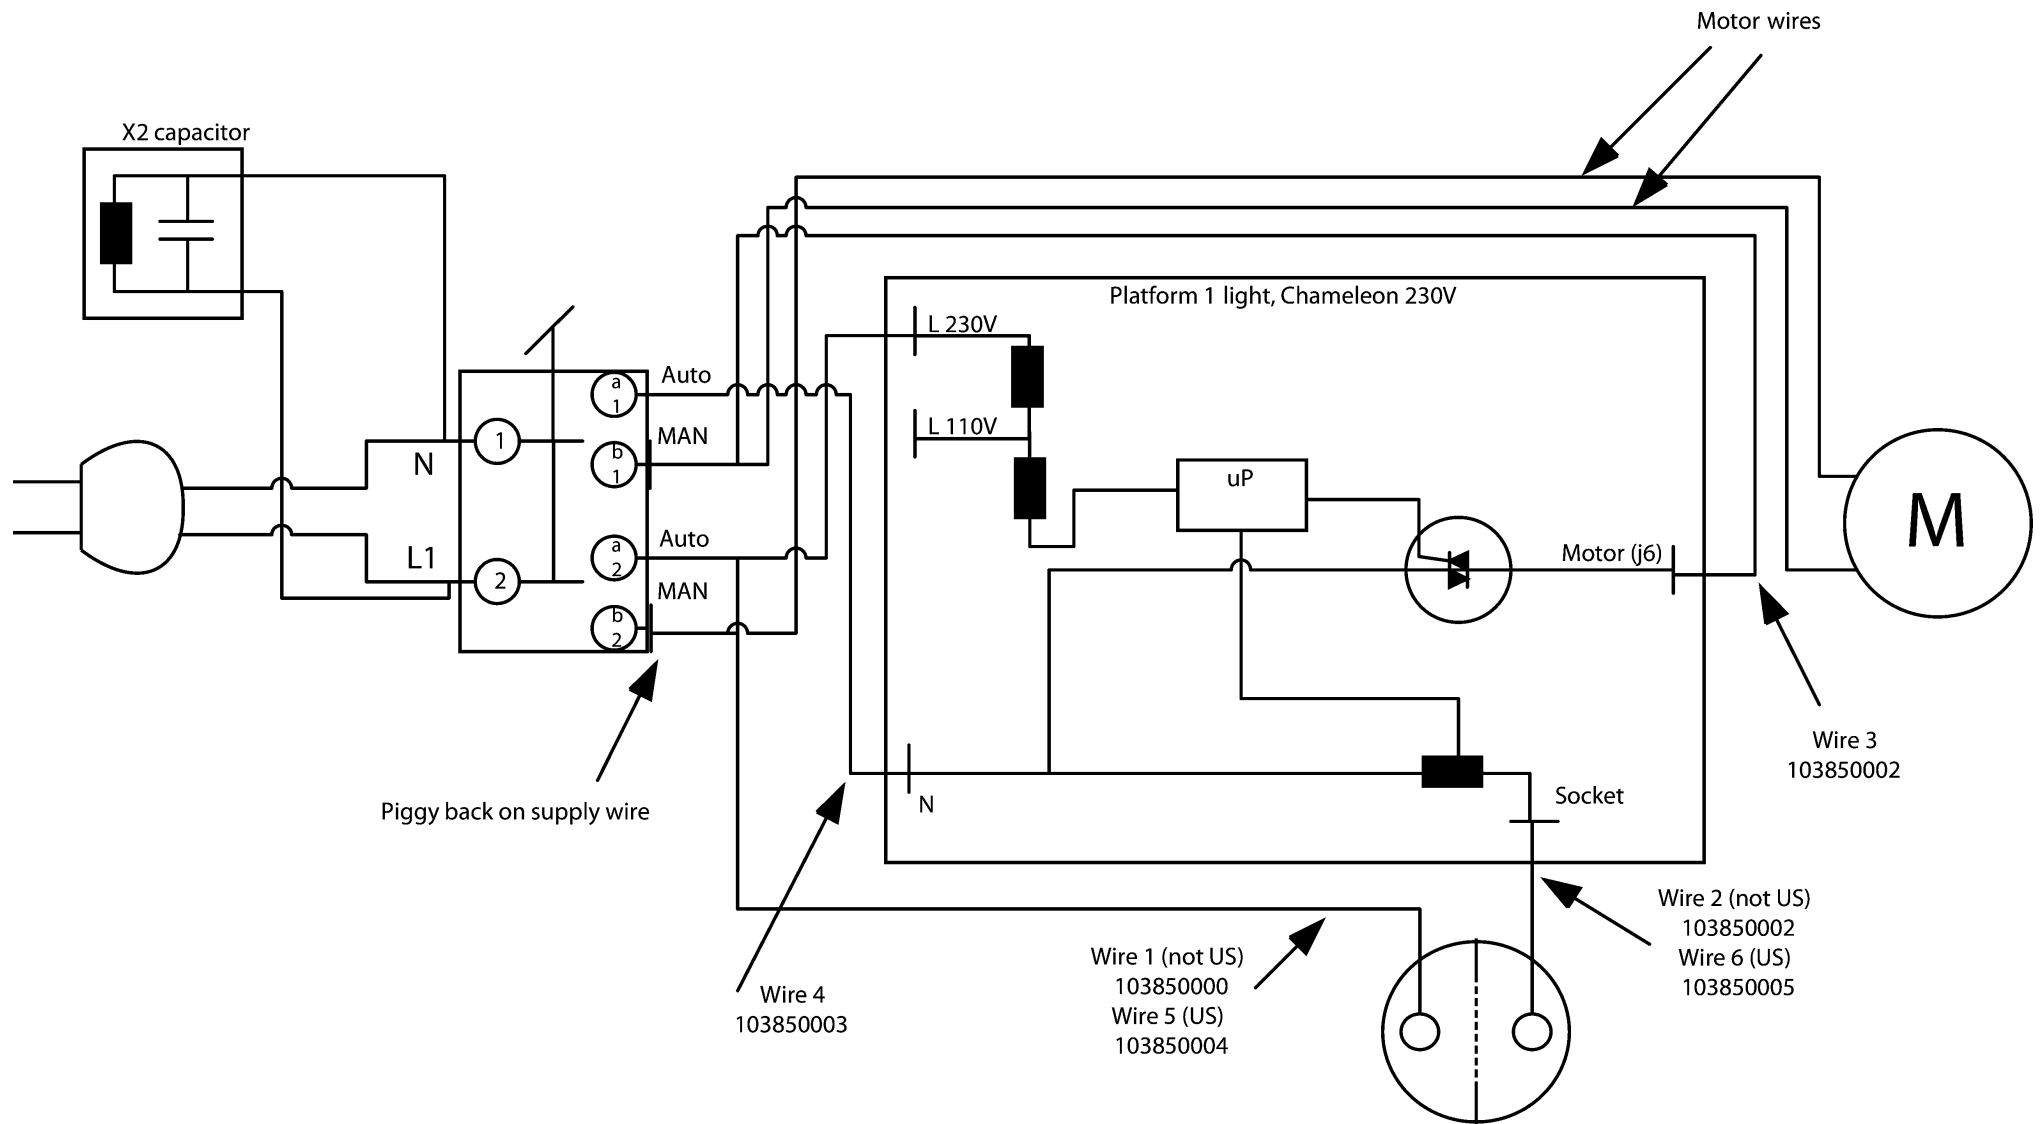 Motor wires
X2 capacitor
Platform 1 light, Chameleon 230V
L 230V
a
1
Auto
L 110V
MAN
1
b
1
N
uP
M
Auto
a
2
Motor (j6)
L1
2
MAN
b
2
Wire 3
103850002
Socket
N
Piggy back on supply wire
Wire 2 (not US)
103850002
Wire 6 (US)
103850005
Wire 1 (not US)
103850000
Wire 5 (US)
103850004
Wire 4
103850003